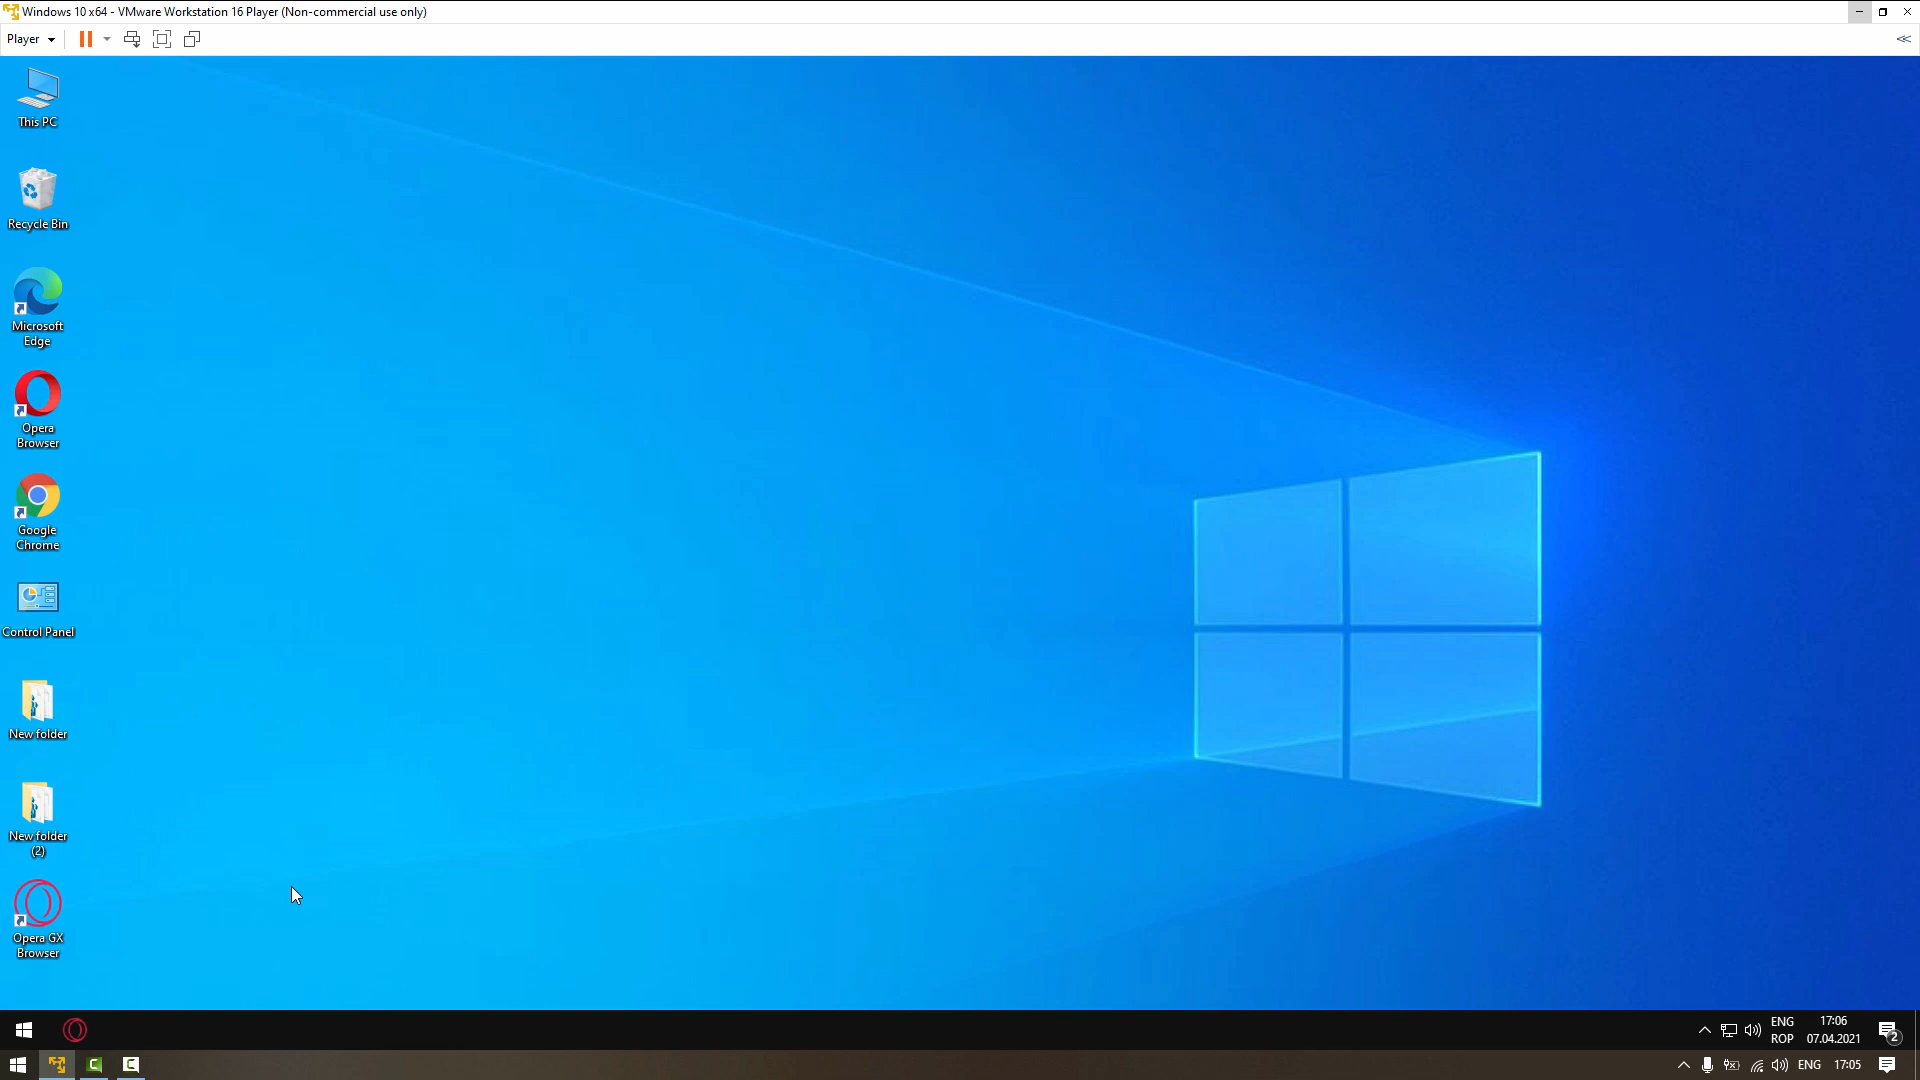 Windows 10 x64 - VMware Workstation 16 Player (Non-commercial use only)
Player
This PC
Recycle Bin
Microsoft
Edge
Opera
Browser
Google
Chrome
Control Panel
New folder
New folder
(2)
Opera GX
Browser
ENG
ROP
17:06
07.04.2021
2
ENG
17:05